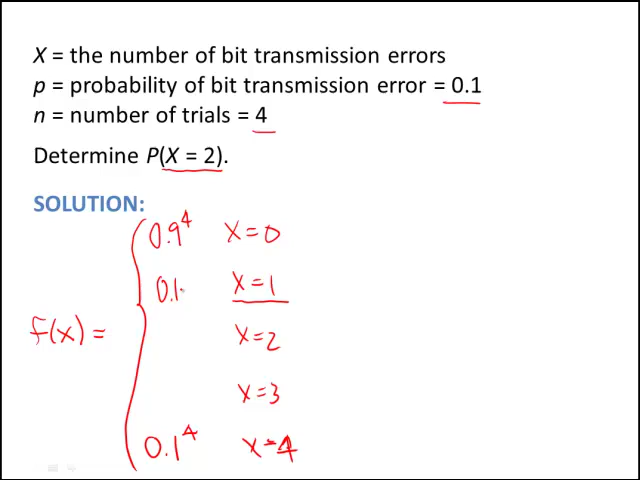 X = the number of bit transmission errors
p = probability of bit transmission error = 0.1
n = number of trials = 4
Determine P(X = 2).
SOLUTION:
0.9⁴ x=0
0.1 x=1
f(x) =
x=2
x=3
0.1⁴ x=4